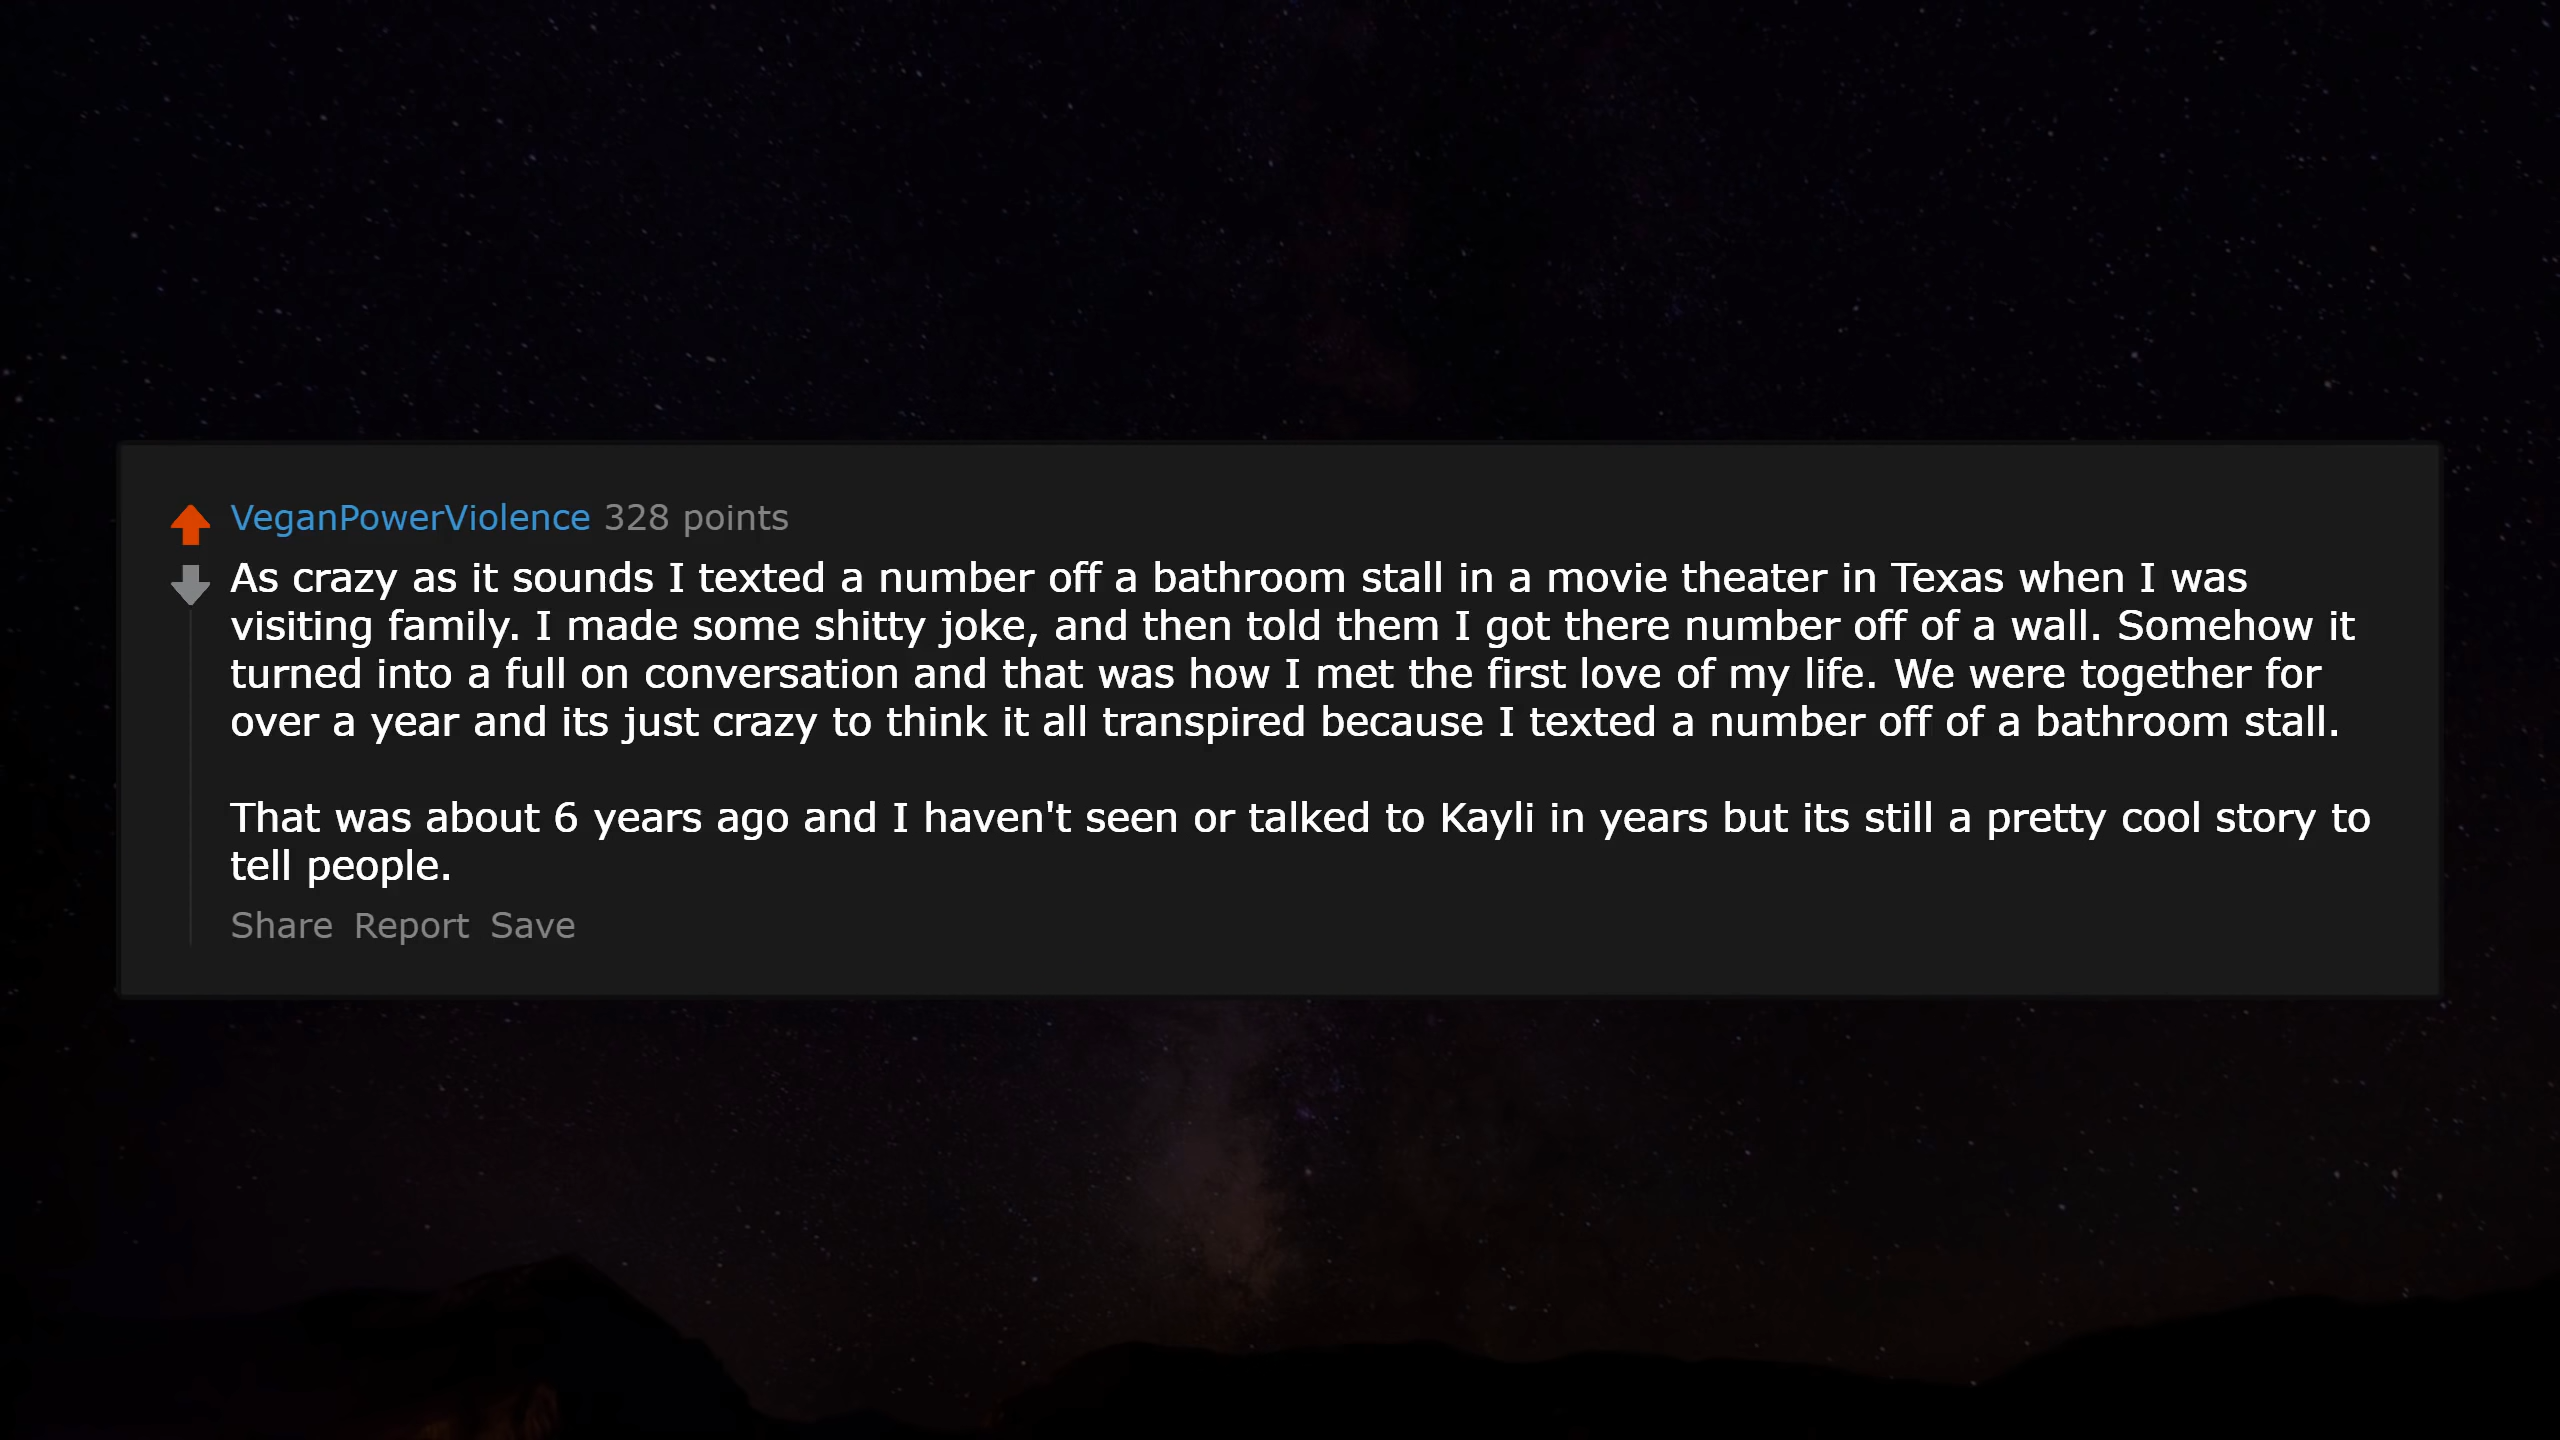 VeganPowerViolence 328 points
As crazy as it sounds I texted a number off a bathroom stall in a movie theater in Texas when I was
visiting family. I made some shitty joke, and then told them I got there number off of a wall. Somehow it
turned into a full on conversation and that was how I met the first love of my life. We were together for
over a year and its just crazy to think it all transpired because I texted a number off of a bathroom stall.
That was about 6 years ago and I haven't seen or talked to Kayli in years but its still a pretty cool story to
tell people.
Share Report Save